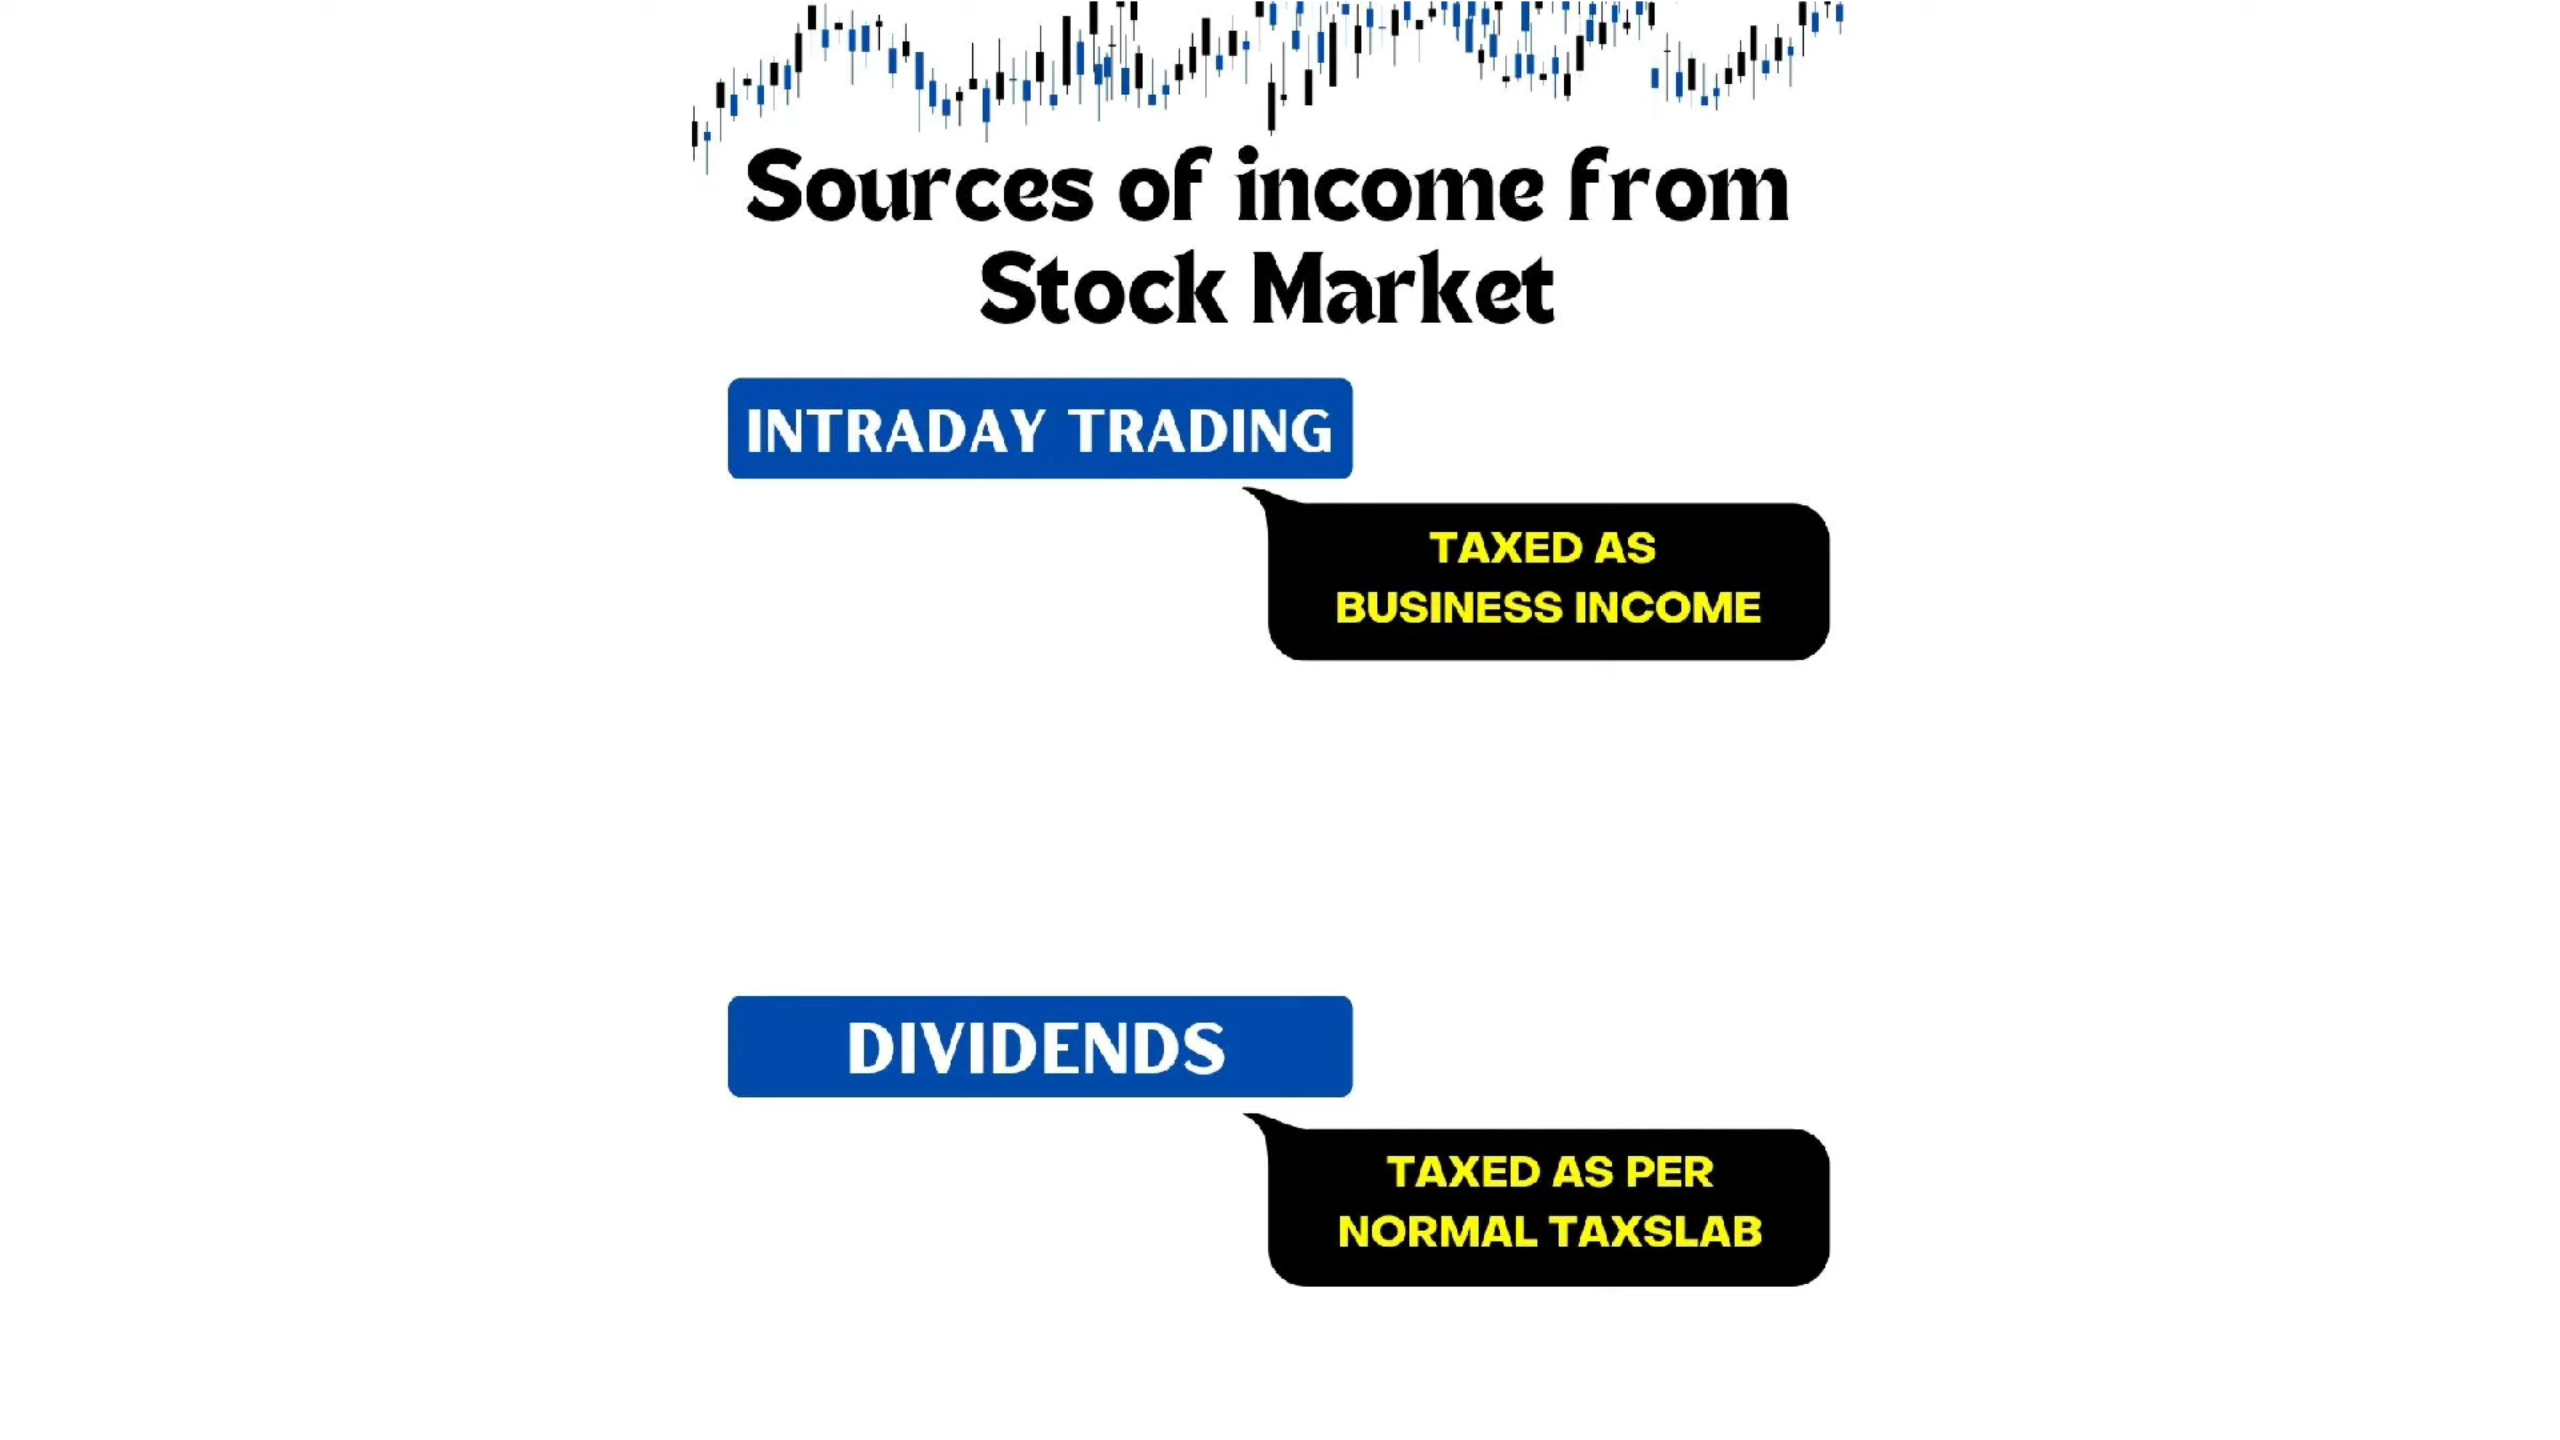 Sources of income from
Stock Market
INTRADAY TRADING
TAXED AS
BUSINESS INCOME
DIVIDENDS
TAXED AS PER
NORMAL TAXSLAB